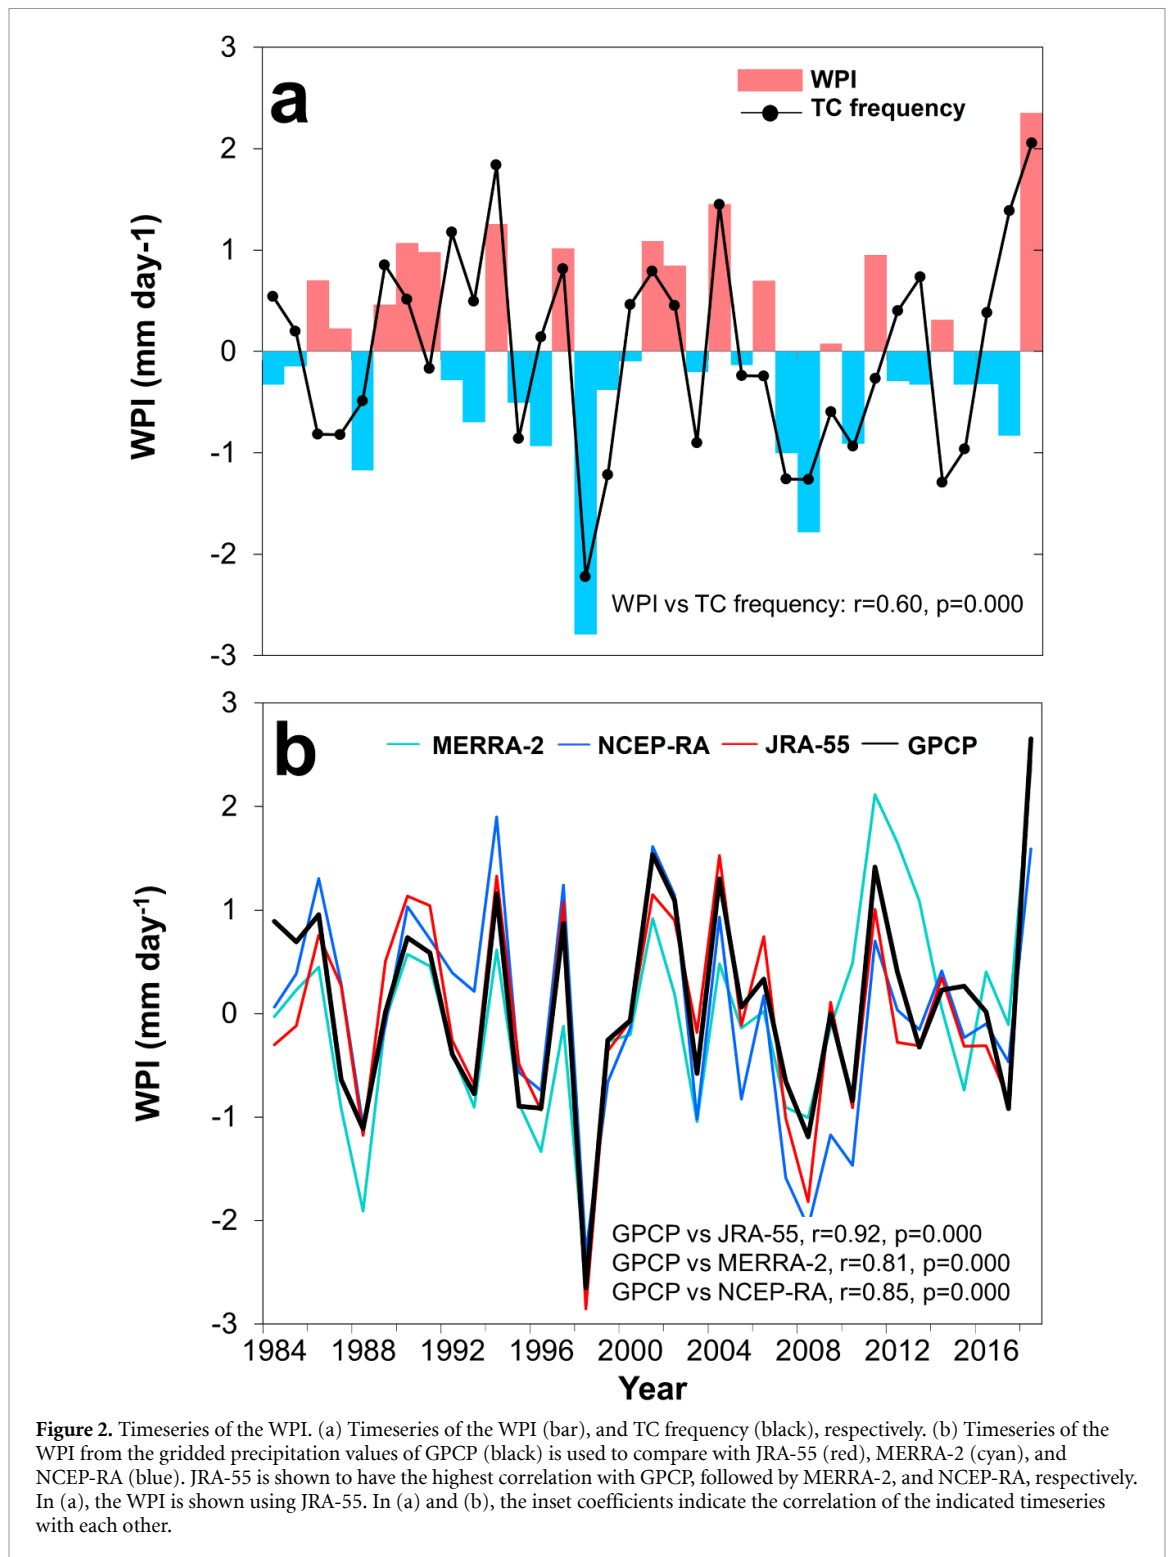 3
2
1
0
-1
-2
-3
WPI (mm day-1)
a
WPI
TC frequency
WPI vs TC frequency: r=0.60, p=0.000
3
2
1
0
-1
-2
-3
WPI (mm day-1)
b
MERRA-2 NCEP-RA JRA-55 GPCP
GPCP vs JRA-55, r=0.92, p=0.000
GPCP vs MERRA-2, r=0.81, p=0.000
GPCP vs NCEP-RA, r=0.85, p=0.000
1984 1988 1992 1996 2000 2004 2008 2012 2016
Year
Figure 2. Timeseries of the WPI. (a) Timeseries of the WPI (bar), and TC frequency (black), respectively. (b) Timeseries of the
WPI from the gridded precipitation values of GPCP (black) is used to compare with JRA-55 (red), MERRA-2 (cyan), and
NCEP-RA (blue). JRA-55 is shown to have the highest correlation with GPCP, followed by MERRA-2, and NCEP-RA, respectively.
In (a), the WPI is shown using JRA-55. In (a) and (b), the inset coefficients indicate the correlation of the indicated timeseries
with each other.